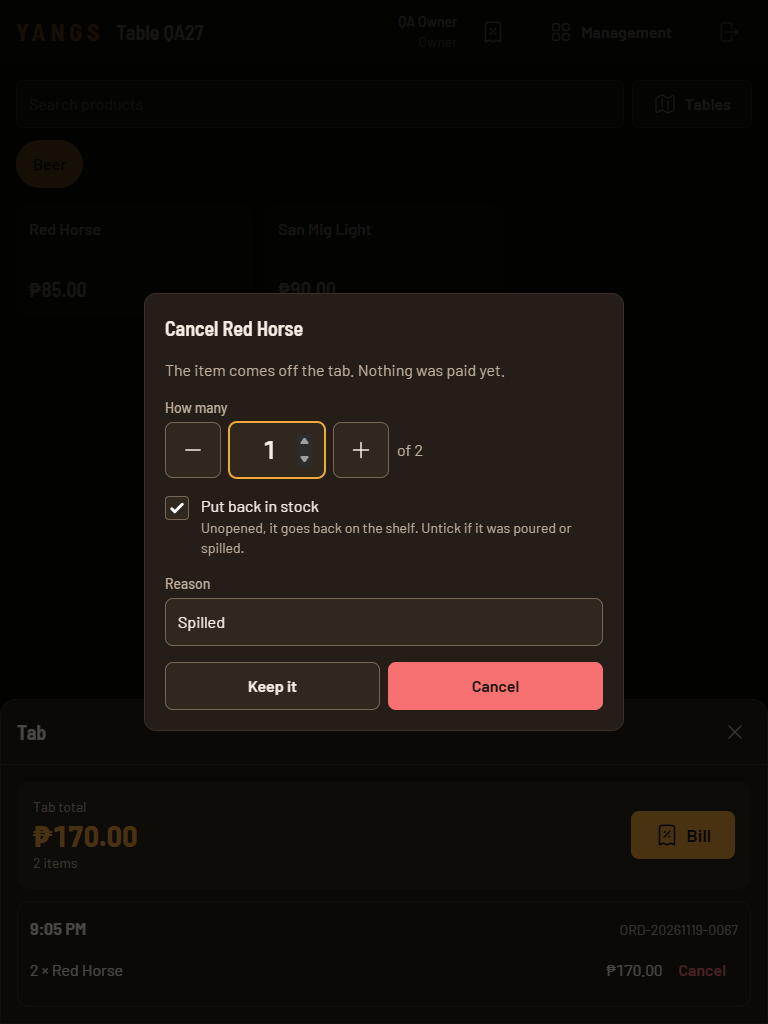 YANGS Table QA27
QA Owner
Owner
Management
Search products
Tables
Beer
Red Horse
San Mig Light
₱85.00
₱90.00
Cancel Red Horse
The item comes off the tab. Nothing was paid yet.
How many
1
of 2
Put back in stock
Unopened, it goes back on the shelf. Untick if it was poured or
spilled.
Reason
Spilled
Keep it
Cancel
Tab
Tab total
₱170.00
2 items
Bill
9:05 PM
ORD-20261119-0067
2 × Red Horse
₱170.00
Cancel